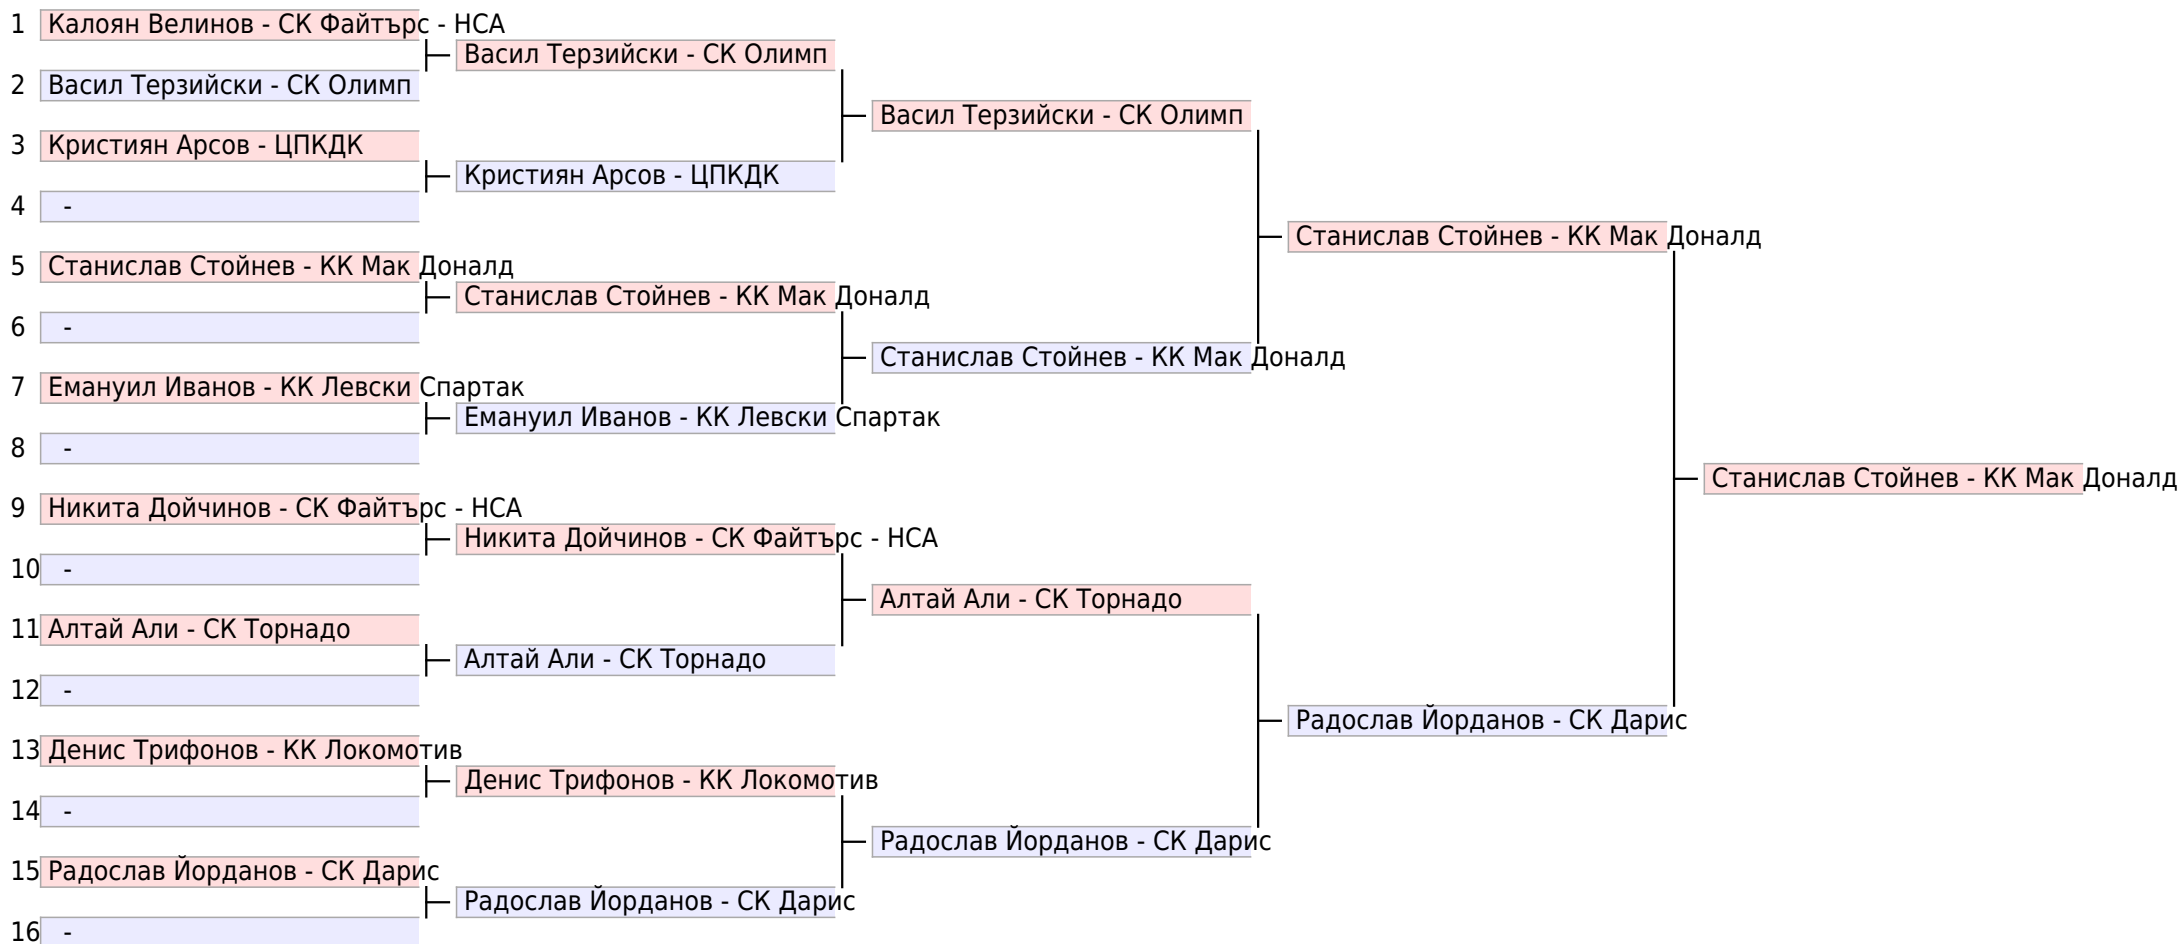 1 Калоян Велинов - СК Файтърс - НСА
Васил Терзийски - СК Олимп
2 Васил Терзийски - СК Олимп
Васил Терзийски - СК Олимп
3 Кристиян Арсов - ЦПКДК
Кристиян Арсов - ЦПКДК
4 -
Станислав Стойнев - КК Мак Доналд
5 Станислав Стойнев - КК Мак Доналд
Станислав Стойнев - КК Мак Доналд
6 -
Станислав Стойнев - КК Мак Доналд
7 Емануил Иванов - КК Левски Спартак
Емануил Иванов - КК Левски Спартак
8 -
Станислав Стойнев - КК Мак Доналд
9 Никита Дойчинов - СК Файтърс - НСА
Никита Дойчинов - СК Файтърс - НСА
10 -
Алтай Али - СК Торнадо
11 Алтай Али - СК Торнадо
Алтай Али - СК Торнадо
12 -
Радослав Йорданов - СК Дарис
13 Денис Трифонов - КК Локомотив
Денис Трифонов - КК Локомотив
14 -
Радослав Йорданов - СК Дарис
15 Радослав Йорданов - СК Дарис
Радослав Йорданов - СК Дарис
16 -